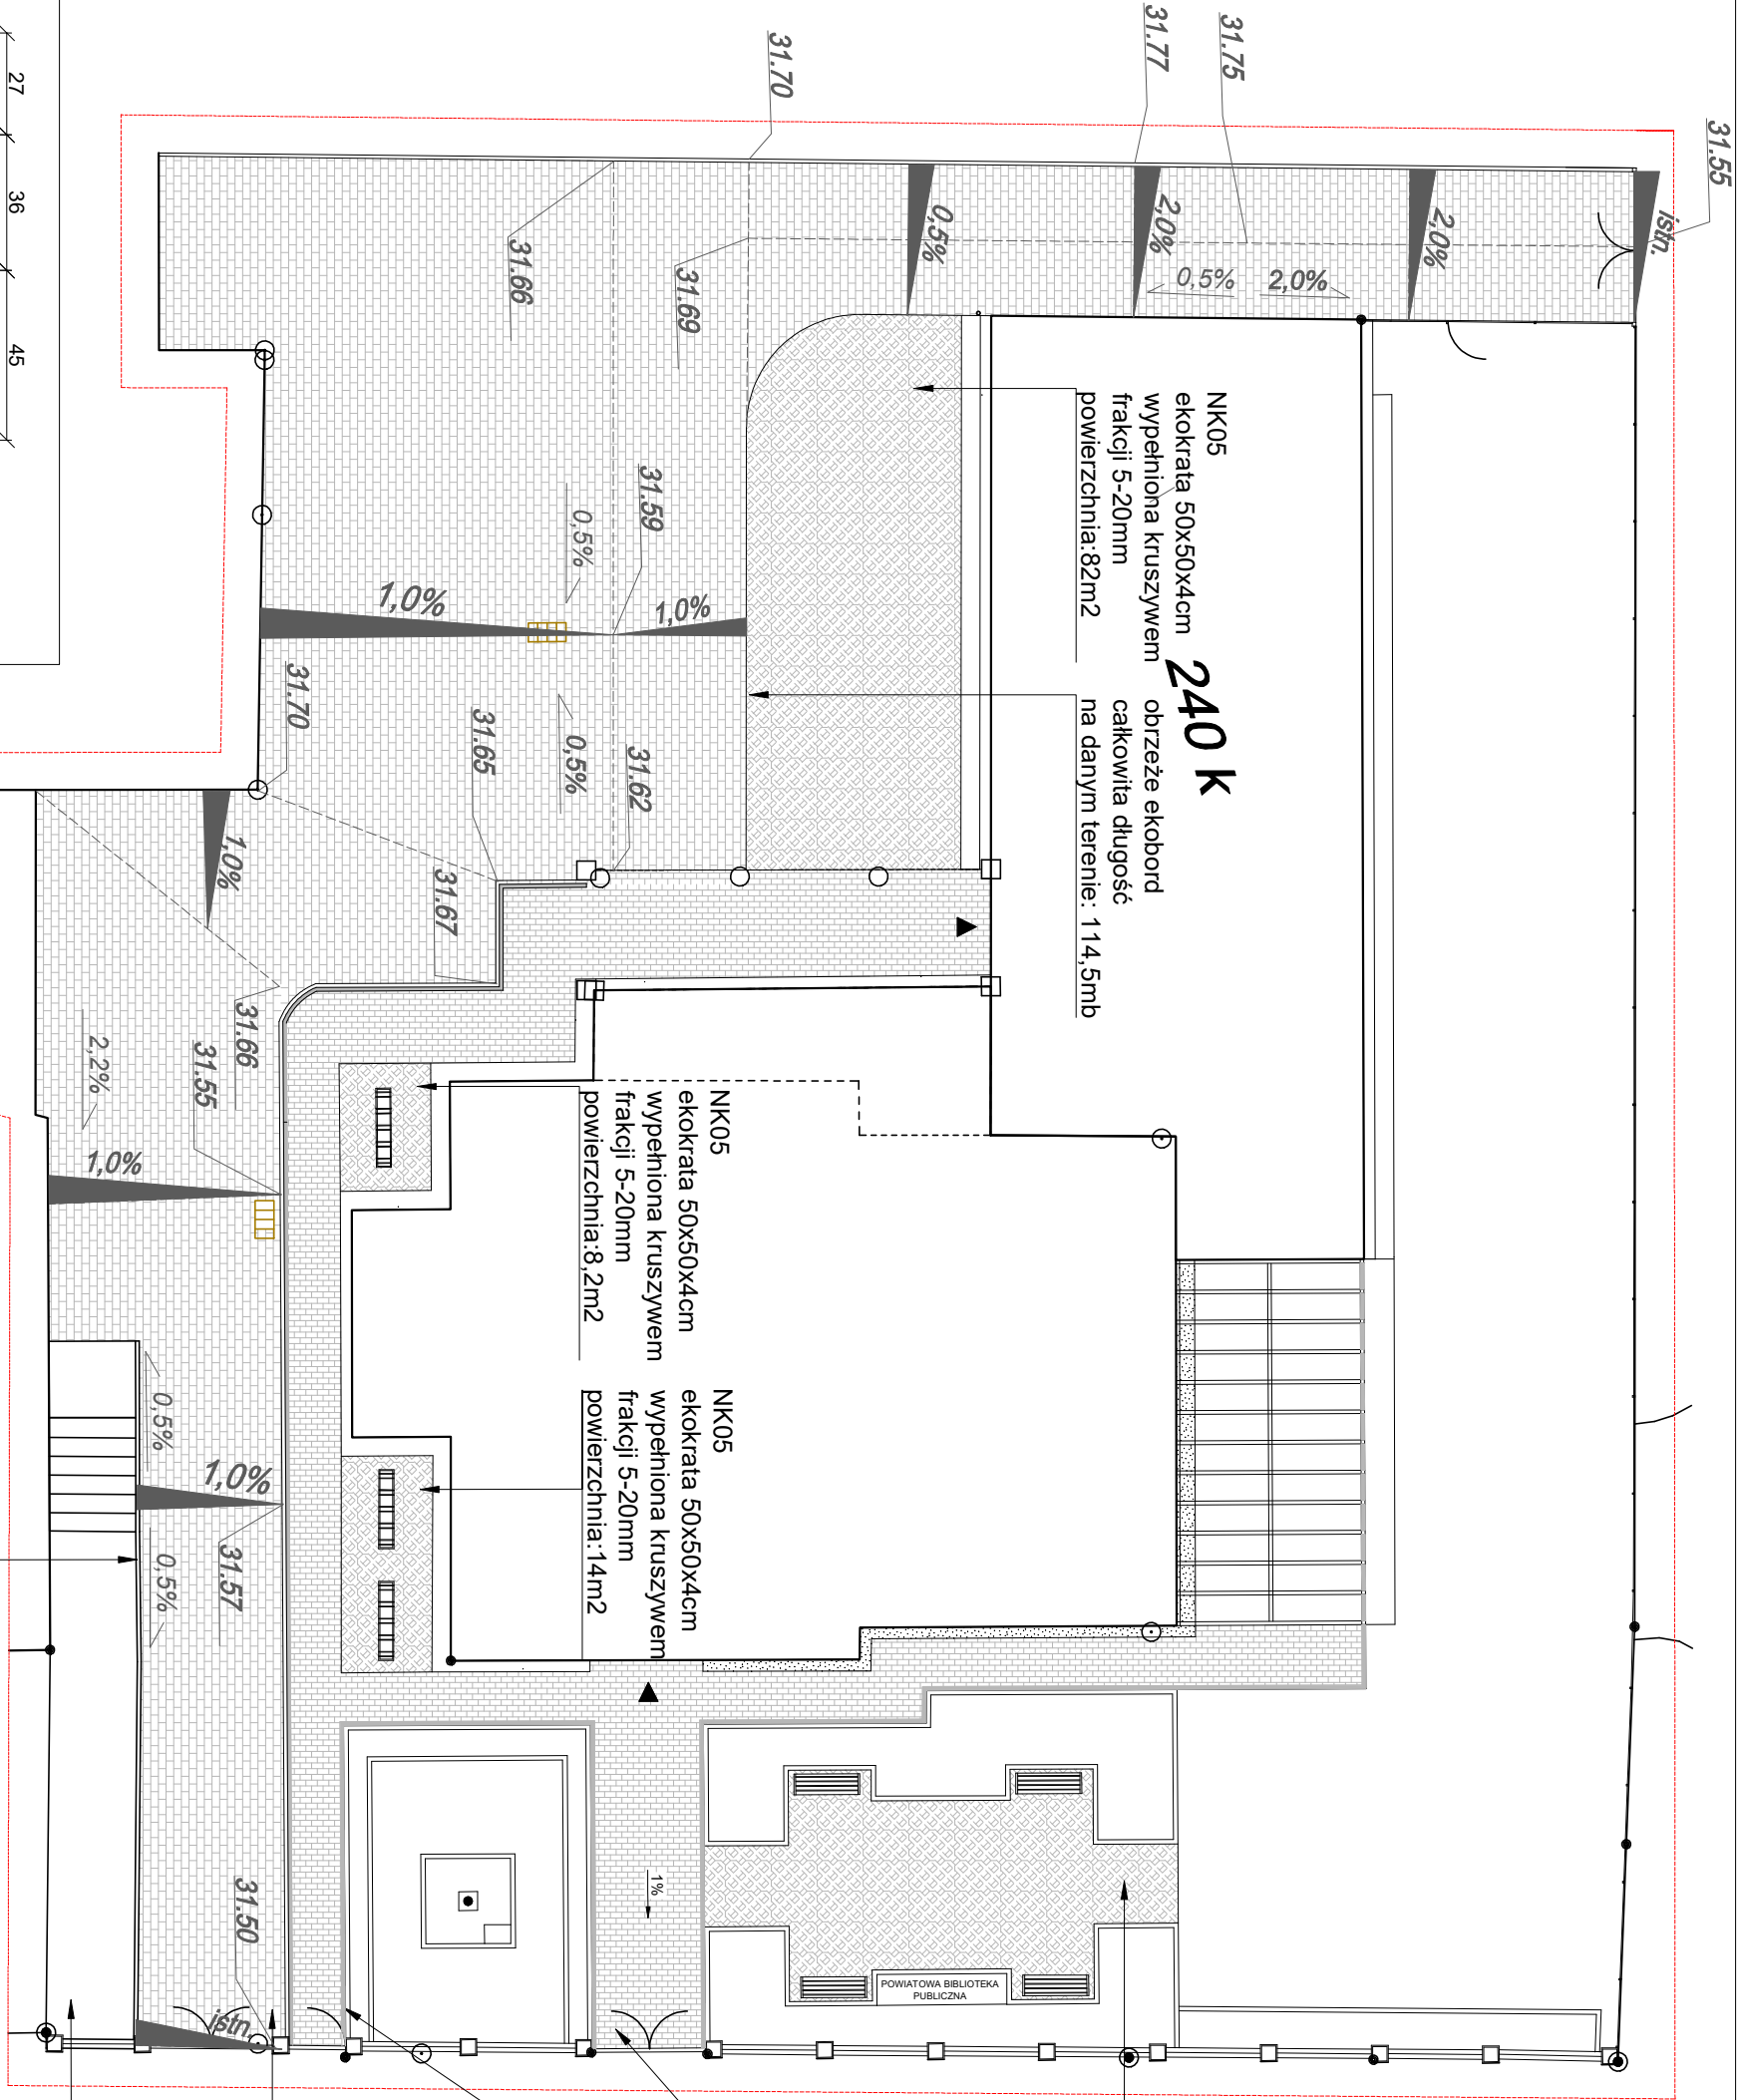 31.55
31.75
31.77
31.70
istn.
2,0%
2,0%
0,5%
0,5%
2,0%
31.66
31.69
NK05
ekokrata 50x50x4cm
wypełniona kruszywem
frakcji 5-20mm
powierzchnia:82m2
240 k
obrzeże ekobord
całkowita długość
na danym terenie: 114,5mb
27
36
45
31.59
0,5%
1,0%
1,0%
31.70
31.65
0,5%
31.62
1,0%
31.67
31.66
31.55
2,2%
1,0%
NK05
ekokrata 50x50x4cm
wypełniona kruszywem
frakcji 5-20mm
powierzchnia:8,2m2
NK05
ekokrata 50x50x4cm
wypełniona kruszywem
frakcji 5-20mm
powierzchnia:14m2
0,5%
1,0%
0,5%
31.57
31.50
istn.
1%
POWIATOWA BIBLIOTEKA
PUBLICZNA